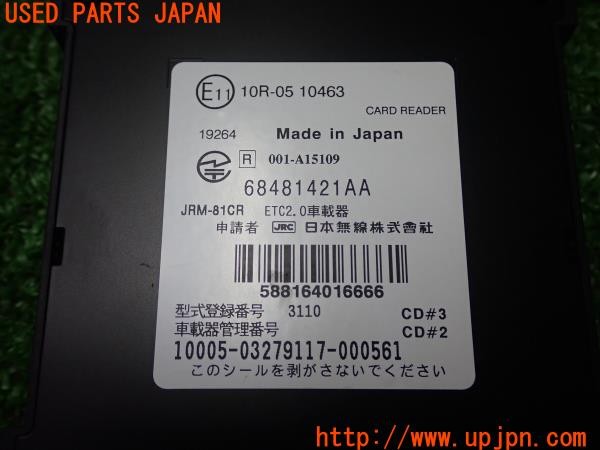 USED PARTS JAPAN
E11 10R-05 10463
CARD READER
19264 Made in Japan
R 001-A15109
68481421AA
JRM-81CR ETC2.0車載器
申請者 JRC 日本無線株式會社
588164016666
型式登録番号 3110 CD#3
車載器管理番号 CD#2
10005-03279117-000561
このシールを剥がさないでください
http://www.upjpn.com